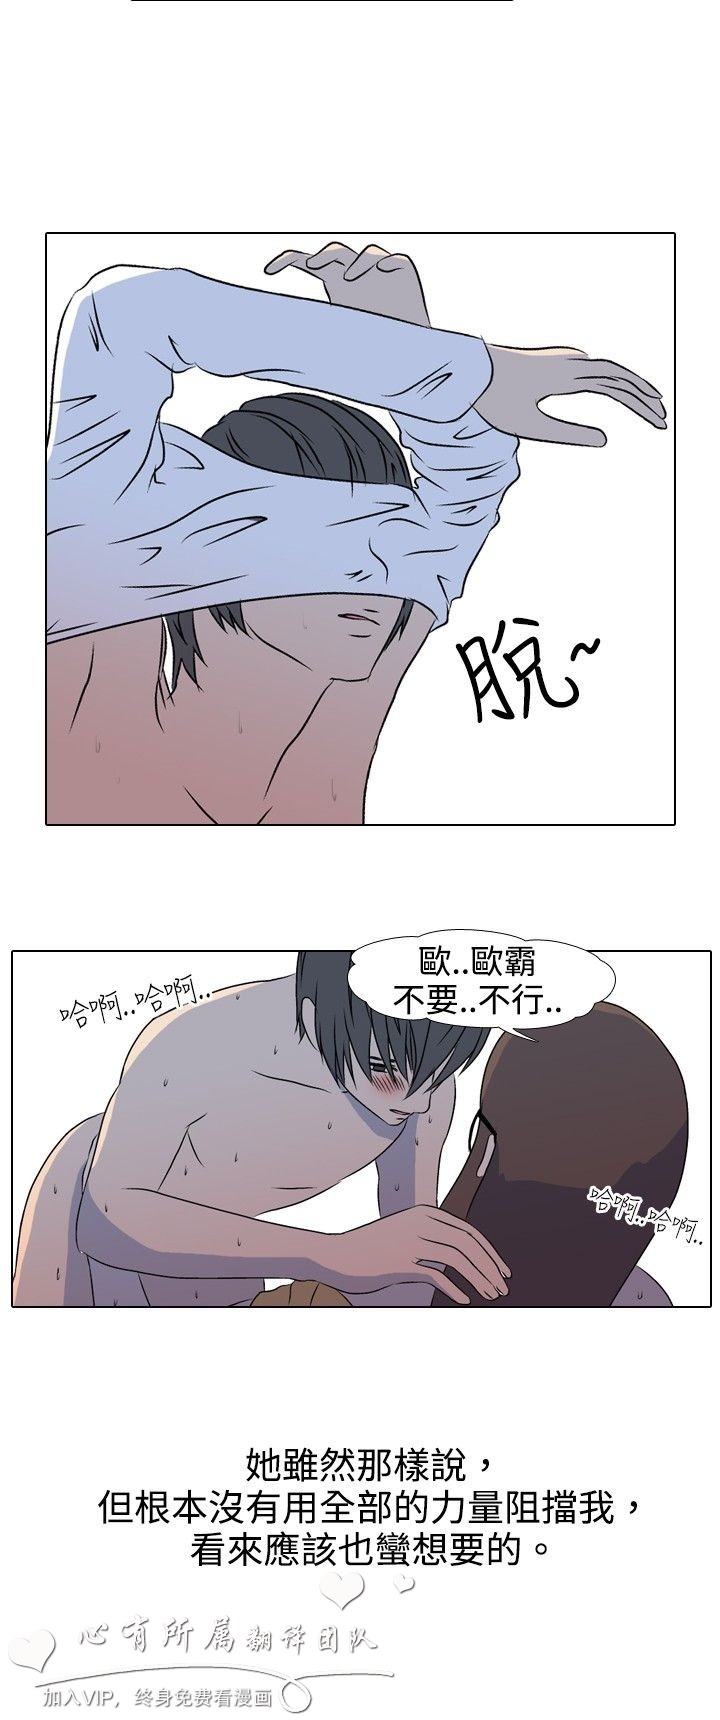 脫~
歐..歐霸
不要..不行..
哈啊..哈啊..
哈啊..哈啊..
她雖然那樣說，
但根本沒有用全部的力量阻擋我，
看來應該也蠻想要的。
心有所属翻译团队
加入VIP，终身免费看漫画